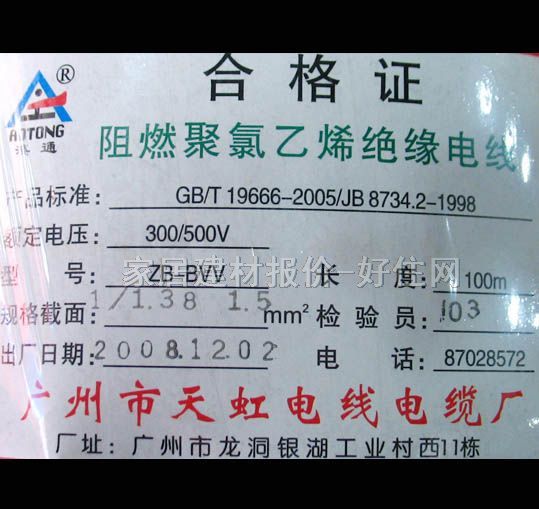 合格证
®
AOTONG
澳通
阻燃聚氯乙烯绝缘电线
产品标准: GB/T 19666-2005/JB 8734.2-1998
额定电压: 300/500V
型 号: ZB-BVV 长 度: 100m
规格截面: 1/1.38 1.5 mm² 检验员: 103
出厂日期: 2008.12.02 电 话: 87028572
广州市天虹电线电缆厂
厂址: 广州市龙洞银湖工业村西11栋
家居建材报价-好住网